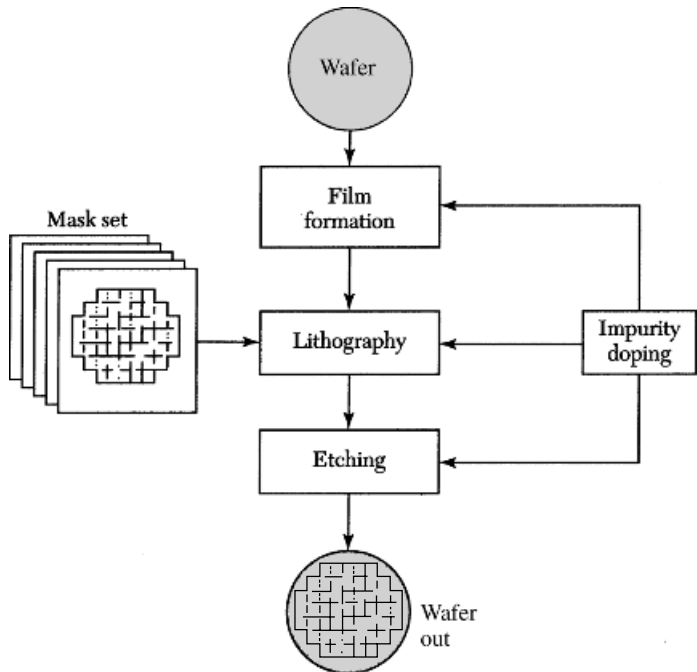 Wafer
Film
formation
Mask set
Lithography
Impurity
doping
Etching
Wafer
out